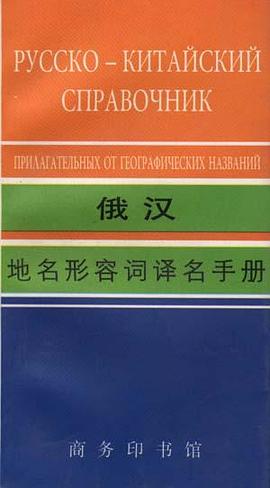 РУССКО – КИТАЙСКИЙ
СПРАВОЧНИК
ПРИЛАГАТЕЛЬНЫХ ОТ ГЕОГРАФИЧЕСКИХ НАЗВАНИЙ
俄汉
地名形容词译名手册
商务印书馆